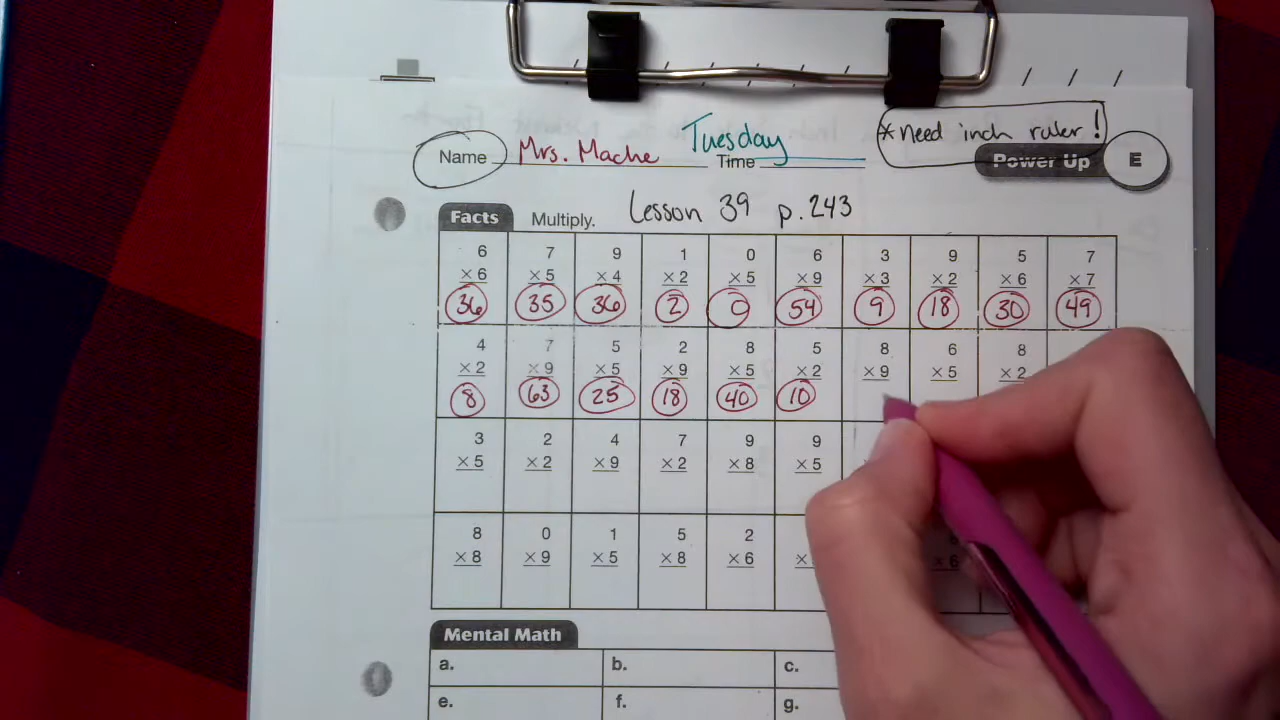 *need inch ruler!
Name Mrs. Mache Tuesday Time Power Up E
Facts Multiply. Lesson 39 p.243
6 7 9 1 0 6 3 9 5 7
×6 ×5 ×4 ×2 ×5 ×9 ×3 ×2 ×6 ×7
36 35 36 2 0 54 9 18 30 49
4 7 5 2 8 5 8 6 8
×2 ×9 ×5 ×9 ×5 ×2 ×9 ×5 ×2
8 63 25 18 40 10
3 2 4 7 9 9
×5 ×2 ×9 ×2 ×8 ×5
8 0 1 5 2
×8 ×9 ×5 ×8 ×6 × ×6
Mental Math
a. b. c.
e. f. g.